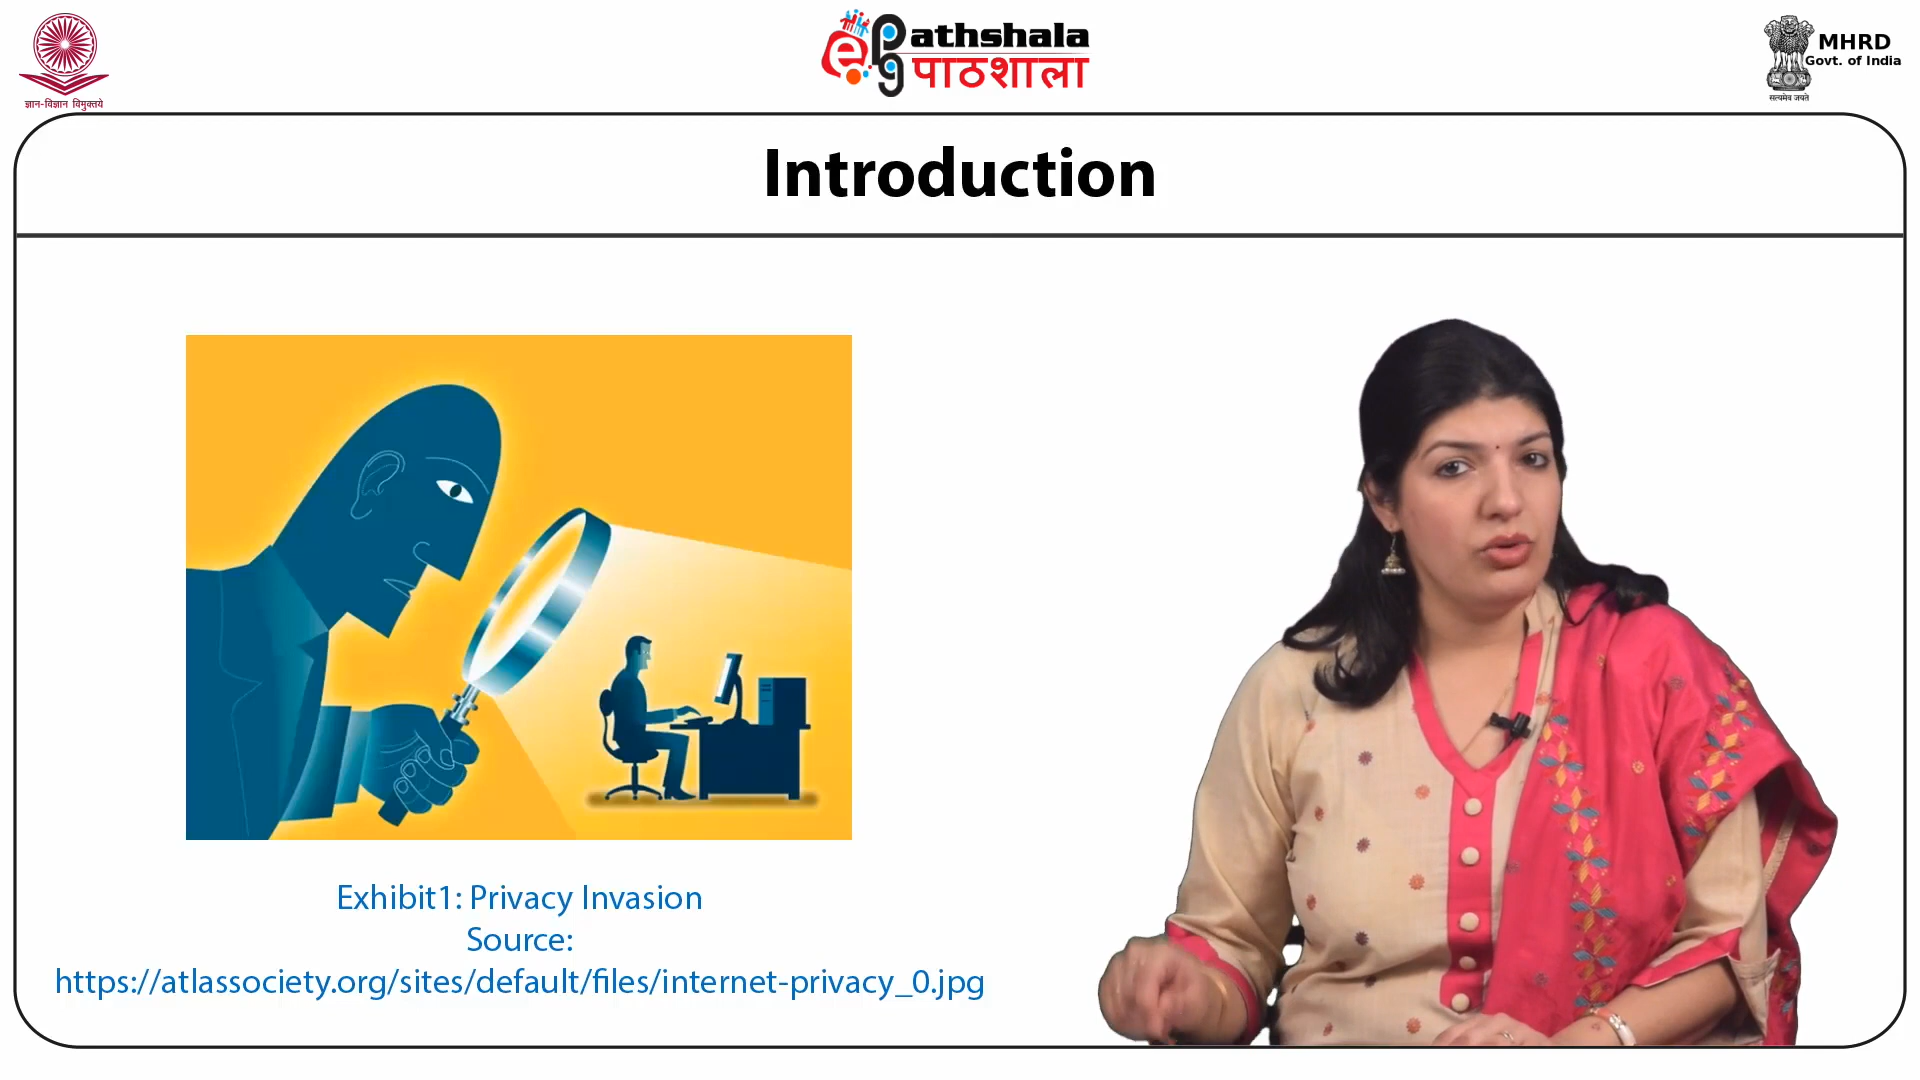 ज्ञान-विज्ञान विमुक्तये
ePathshala
पाठशाला
MHRD
Govt. of India
सत्यमेव जयते
Introduction
Exhibit1: Privacy Invasion
Source:
https://atlassociety.org/sites/default/files/internet-privacy_0.jpg